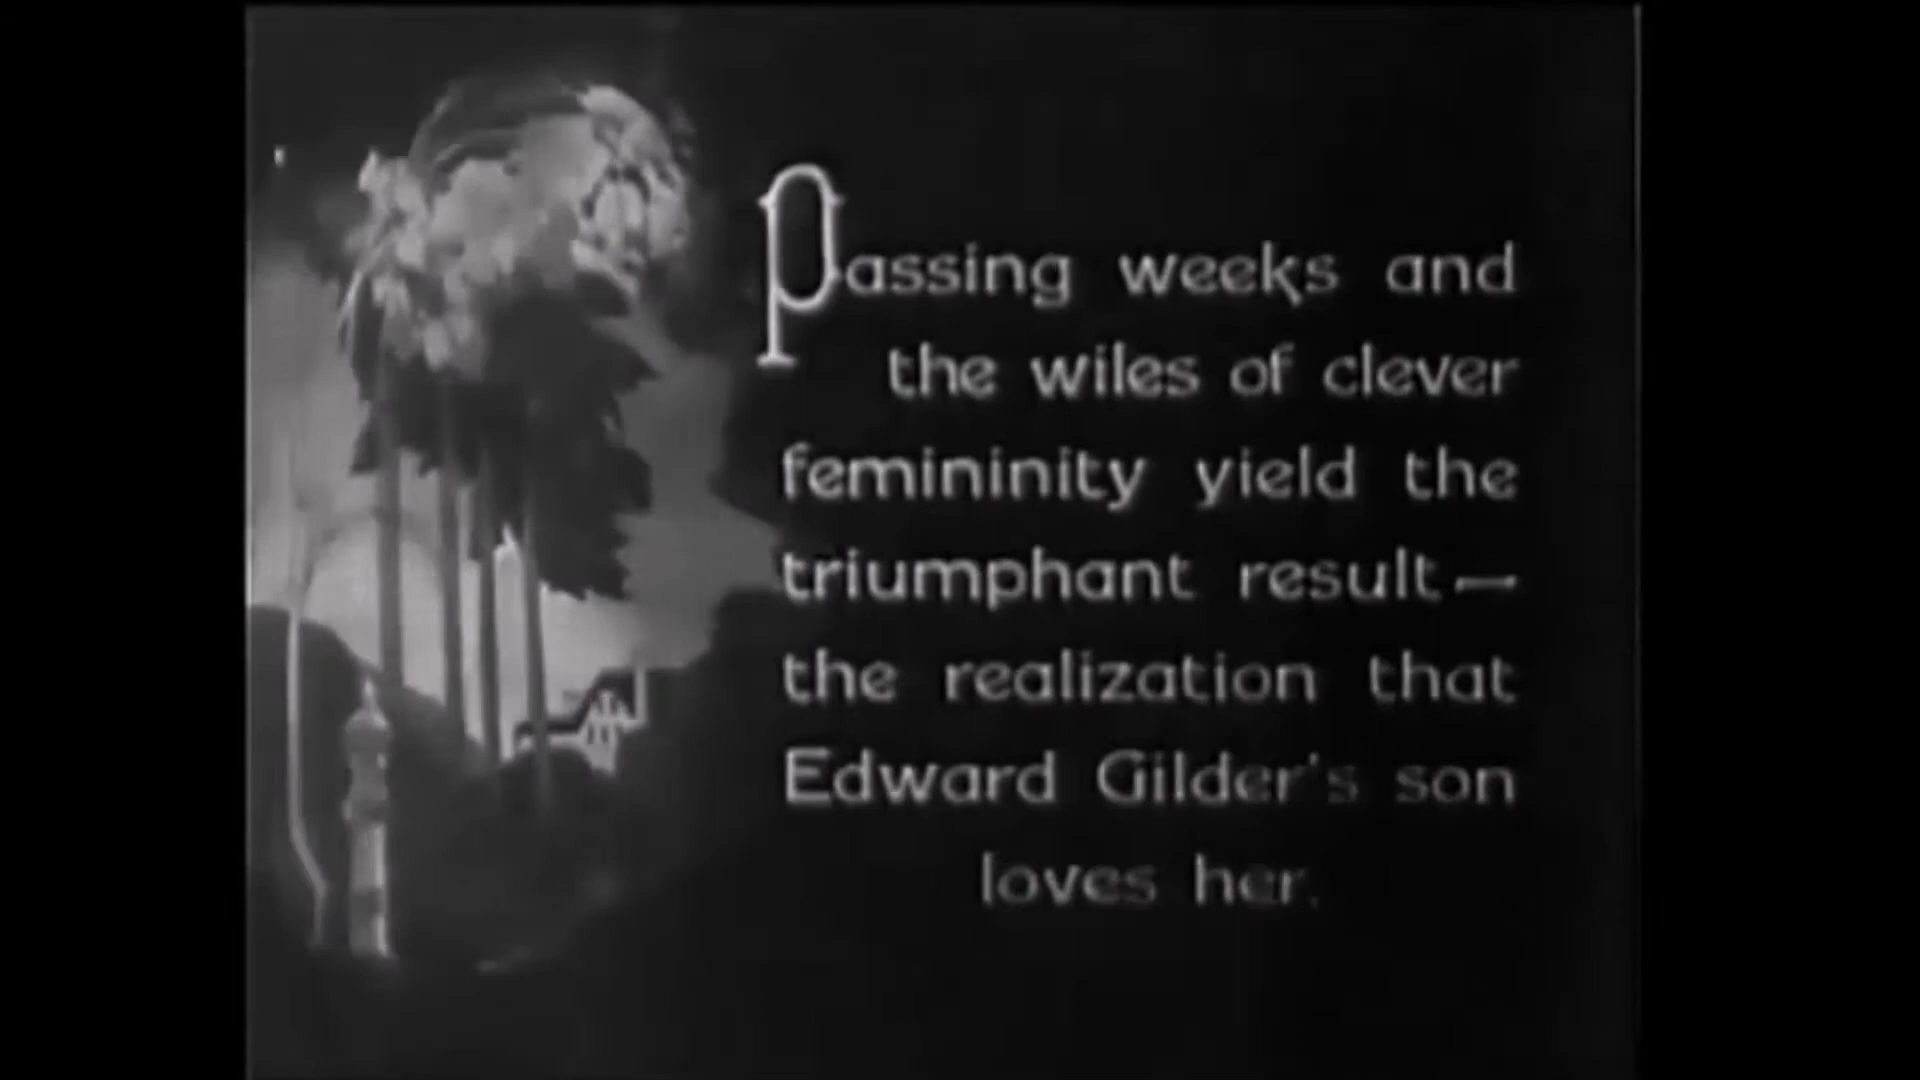 Passing weeks and
the wiles of clever
femininity yield the
triumphant result—
the realization that
Edward Gilder's son
loves her.